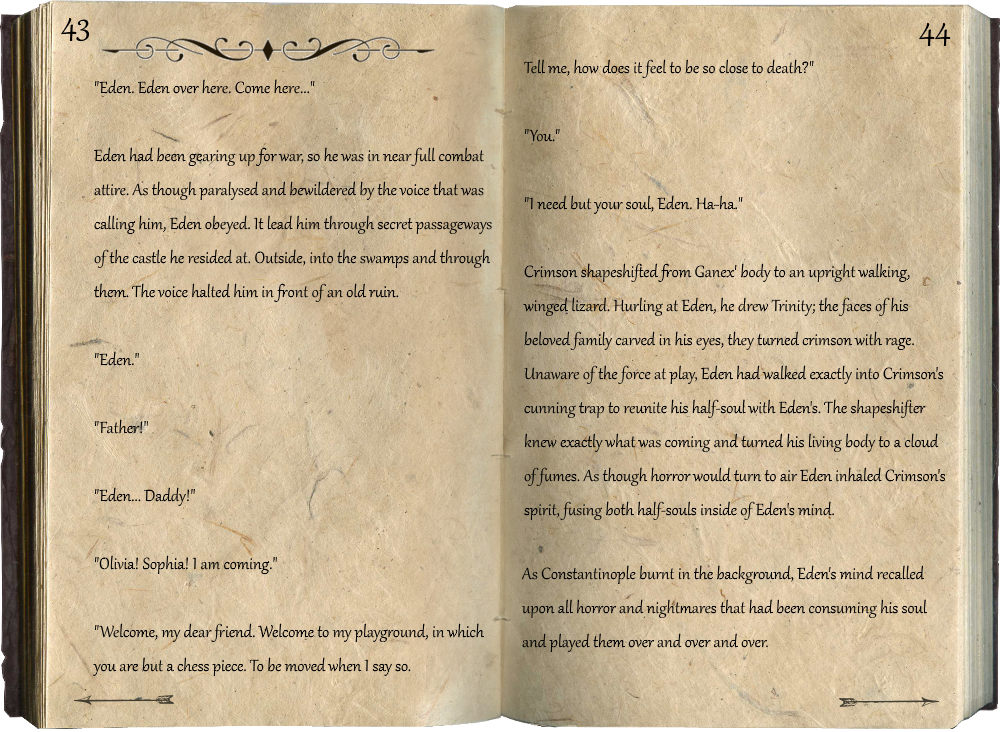 43
"Eden. Eden over here. Come here..."
Eden had been gearing up for war, so he was in near full combat
attire. As though paralysed and bewildered by the voice that was
calling him, Eden obeyed. It lead him through secret passageways
of the castle he resided at. Outside, into the swamps and through
them. The voice halted him in front of an old ruin.
"Eden."
"Father!"
"Eden... Daddy!"
"Olivia! Sophia! I am coming."
"Welcome, my dear friend. Welcome to my playground, in which
you are but a chess piece. To be moved when I say so.
44
Tell me, how does it feel to be so close to death?"
"You."
"I need but your soul, Eden. Ha-ha."
Crimson shapeshifted from Ganex' body to an upright walking,
winged lizard. Hurling at Eden, he drew Trinity; the faces of his
beloved family carved in his eyes, they turned crimson with rage.
Unaware of the force at play, Eden had walked exactly into Crimson's
cunning trap to reunite his half-soul with Eden's. The shapeshifter
knew exactly what was coming and turned his living body to a cloud
of fumes. As though horror would turn to air Eden inhaled Crimson's
spirit, fusing both half-souls inside of Eden's mind.
As Constantinople burnt in the background, Eden's mind recalled
upon all horror and nightmares that had been consuming his soul
and played them over and over and over.